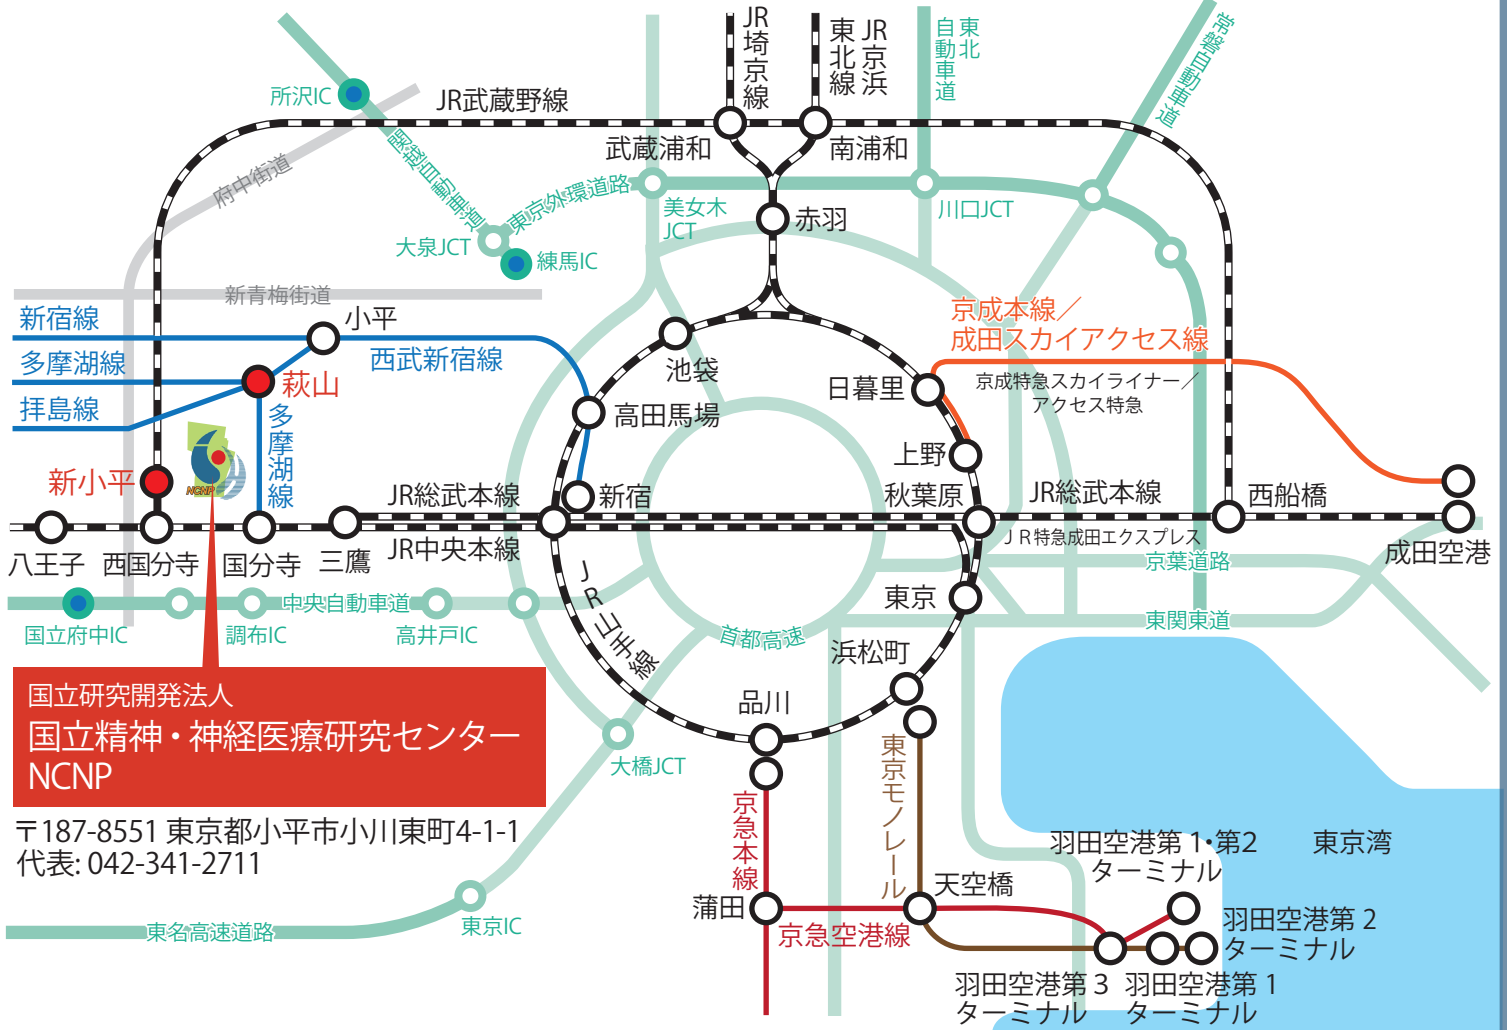 JR埼京線
JR京浜東北線
東北自動車道
常磐自動車道
所沢IC
JR武蔵野線
関越自動車道
府中街道
武蔵浦和
南浦和
東京外環道路
美女木
JCT
川口JCT
赤羽
大泉JCT
練馬IC
新青梅街道
新宿線
小平
西武新宿線
多摩湖線
萩山
拝島線
多摩湖線
池袋
高田馬場
京成本線／
成田スカイアクセス線
日暮里
京成特急スカイライナー／
アクセス特急
上野
NCNP
新小平
JR総武本線
新宿
秋葉原
JR総武本線
西船橋
八王子
西国分寺
国分寺
三鷹
JR中央本線
ＪＲ特急成田エクスプレス
成田空港
京葉道路
JR山手線
東京
中央自動車道
国立府中IC
調布IC
高井戸IC
首都高速
東関東道
浜松町
国立研究開発法人
国立精神・神経医療研究センター
NCNP
品川
大橋JCT
東京モノレール
京急本線
〒187-8551 東京都小平市小川東町4-1-1
代表: 042-341-2711
羽田空港第 1・第2
ターミナル
東京湾
天空橋
蒲田
京急空港線
東名高速道路
東京IC
羽田空港第 2
ターミナル
羽田空港第 3
ターミナル
羽田空港第 1
ターミナル